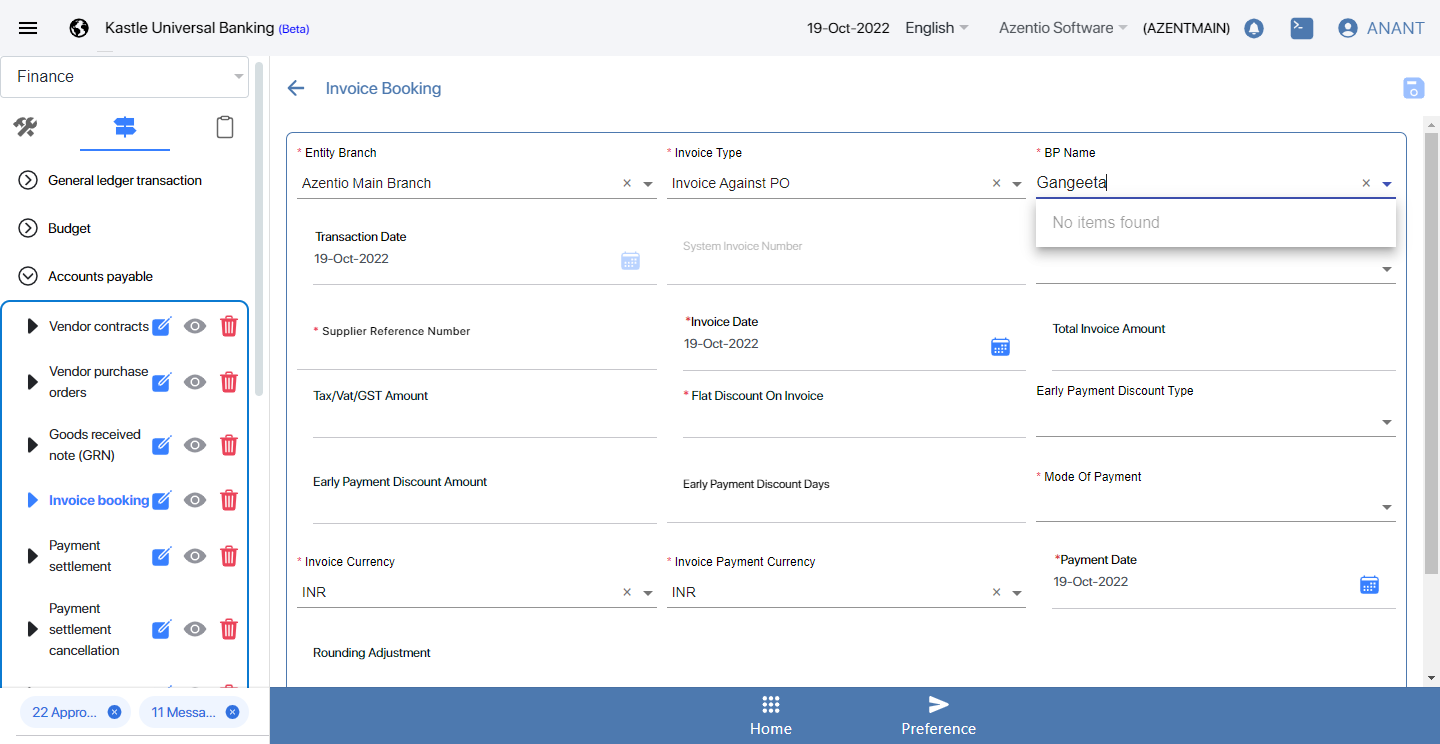 Kastle Universal Banking (Beta)
19-Oct-2022
English
Azentio Software
(AZENTMAIN)
ANANT
Finance
General ledger transaction
Budget
Accounts payable
Vendor contracts
Vendor purchase
orders
Goods received
note (GRN)
Invoice booking
Payment
settlement
Payment
settlement
cancellation
22 Appro...
11 Messa...
Invoice Booking
* Entity Branch
Azentio Main Branch
* Invoice Type
Invoice Against PO
* BP Name
Gangeeta
No items found
Transaction Date
19-Oct-2022
System Invoice Number
* Supplier Reference Number
*Invoice Date
19-Oct-2022
Total Invoice Amount
Tax/Vat/GST Amount
* Flat Discount On Invoice
Early Payment Discount Type
Early Payment Discount Amount
Early Payment Discount Days
* Mode Of Payment
* Invoice Currency
INR
* Invoice Payment Currency
INR
*Payment Date
19-Oct-2022
Rounding Adjustment
Home
Preference